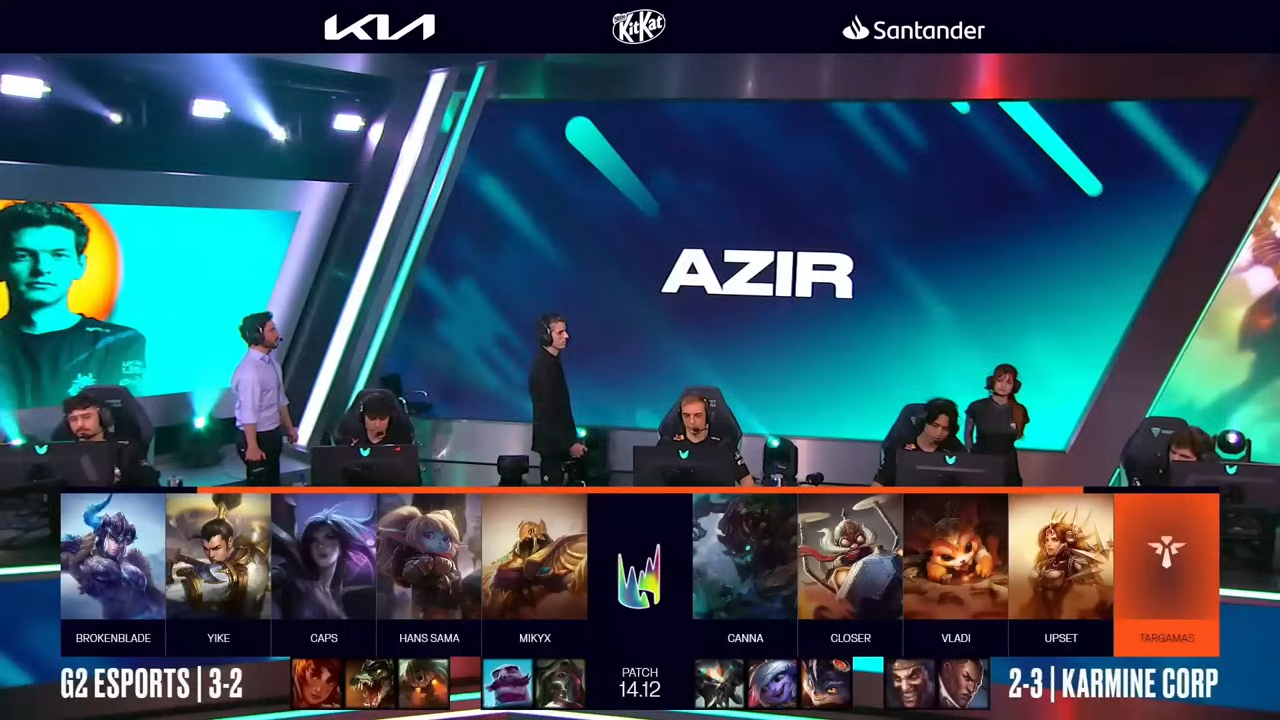 KIA
Nestle KitKat
Santander
AZIR
BROKENBLADE
YIKE
CAPS
HANS SAMA
MIKYX
CANNA
CLOSER
VLADI
UPSET
TARGAMAS
G2 ESPORTS | 3-2
PATCH
14.12
2-3 | KARMINE CORP